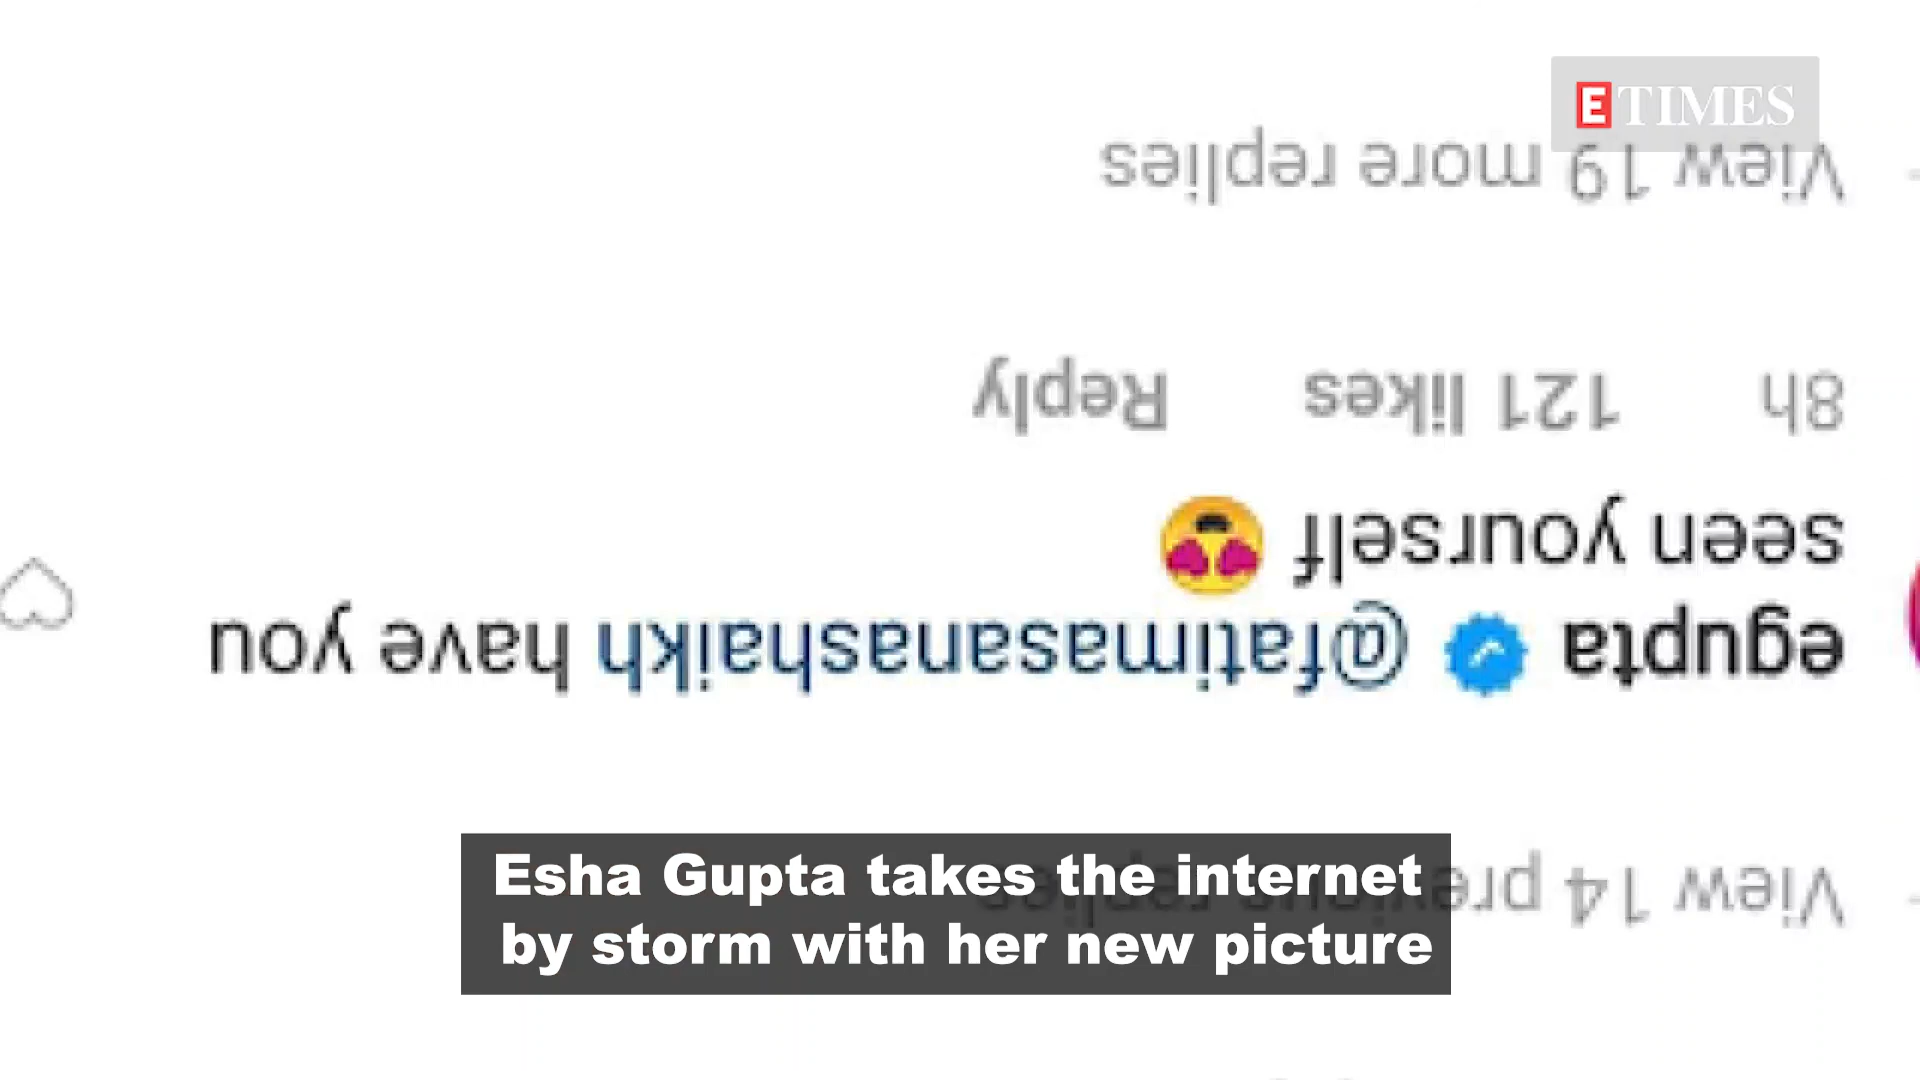 ETIMES
View 14 previous replies
egupta @fatimasanashaikh have you
seen yourself 😍
8h 121 likes Reply
View 19 more replies
Esha Gupta takes the internet
by storm with her new picture